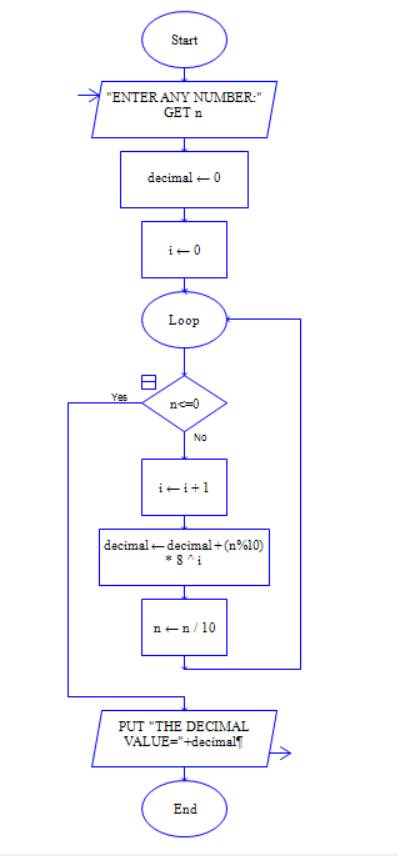 Start
"ENTER ANY NUMBER:"
GET n
decimal ← 0
i ← 0
Loop
Yes
n<=0
No
i ← i + 1
decimal ← decimal + (n%10)
* 8 ^ i
n ← n / 10
PUT "THE DECIMAL
VALUE="+decimal¶
End